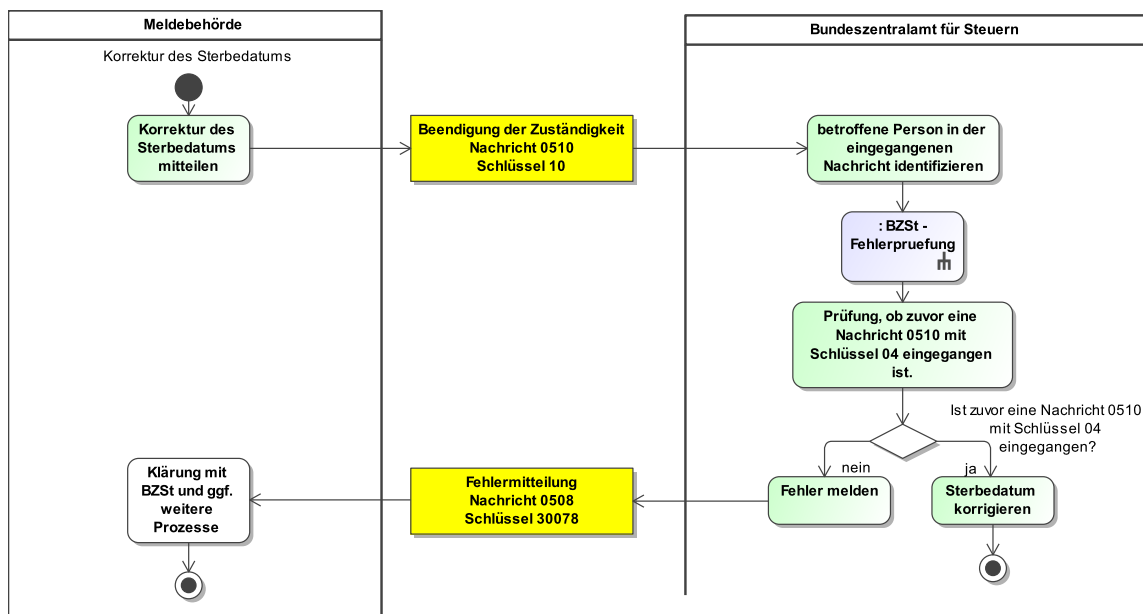 Meldebehörde
Bundeszentralamt für Steuern
Korrektur des Sterbedatums
Korrektur des
Sterbedatums
mitteilen
Beendigung der Zuständigkeit
Nachricht 0510
Schlüssel 10
betroffene Person in der
eingegangenen
Nachricht identifizieren
: BZSt -
Fehlerpruefung
Prüfung, ob zuvor eine
Nachricht 0510 mit
Schlüssel 04 eingegangen
ist.
Ist zuvor eine Nachricht 0510
mit Schlüssel 04
eingegangen?
nein
ja
Fehler melden
Sterbedatum
korrigieren
Fehlermitteilung
Nachricht 0508
Schlüssel 30078
Klärung mit
BZSt und ggf.
weitere
Prozesse